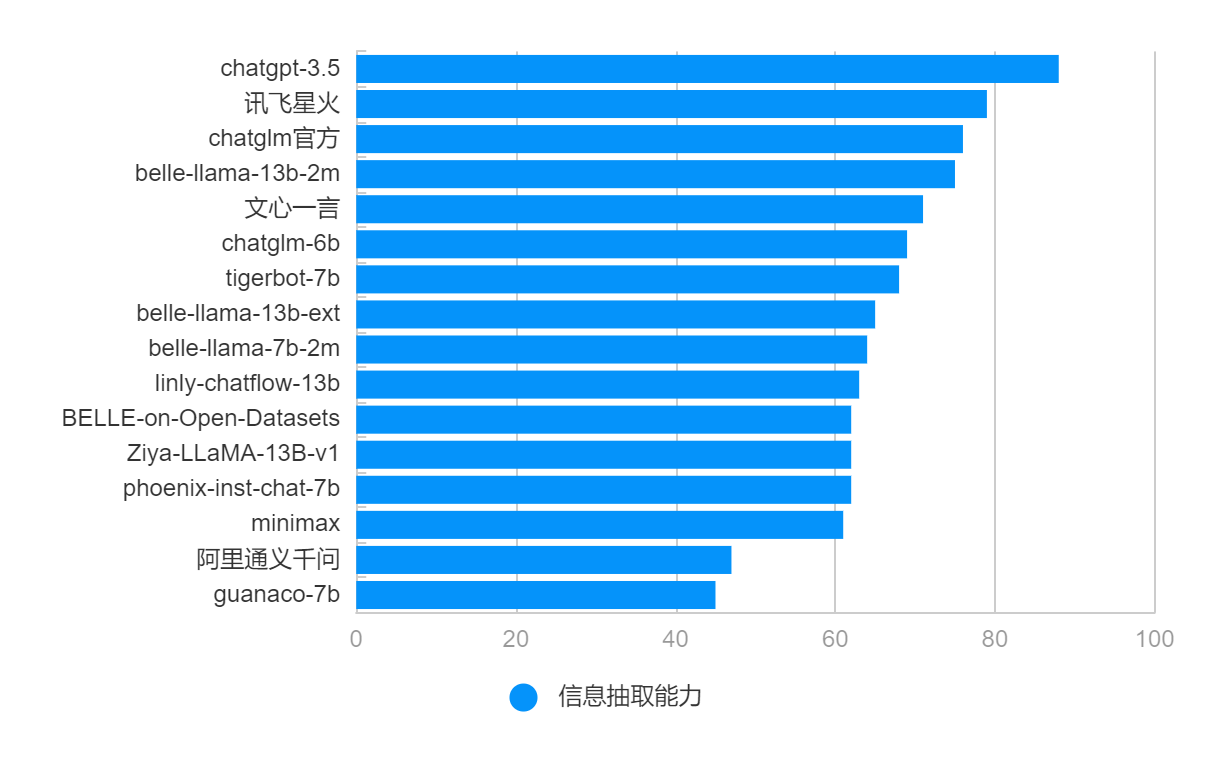 chatgpt-3.5
讯飞星火
chatglm官方
belle-llama-13b-2m
文心一言
chatglm-6b
tigerbot-7b
belle-llama-13b-ext
belle-llama-7b-2m
linly-chatflow-13b
BELLE-on-Open-Datasets
Ziya-LLaMA-13B-v1
phoenix-inst-chat-7b
minimax
阿里通义千问
guanaco-7b
0 20 40 60 80 100
信息抽取能力